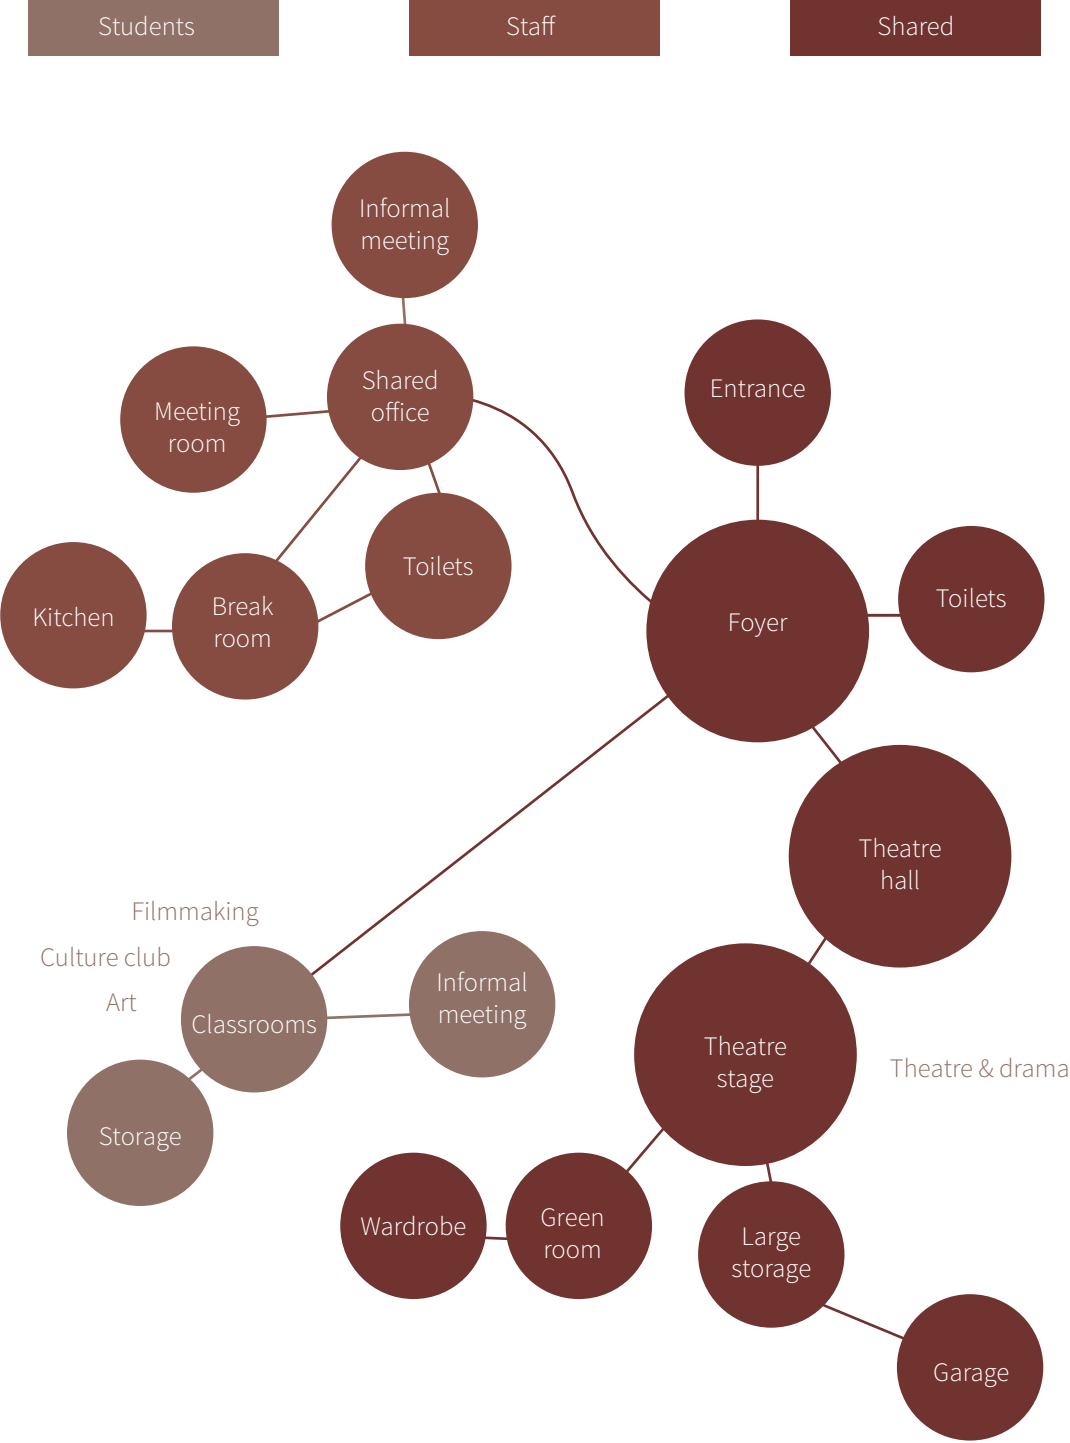 Students
Staff
Shared
Informal
meeting
Shared
office
Meeting
room
Entrance
Toilets
Toilets
Kitchen
Break
room
Foyer
Theatre
hall
Filmmaking
Culture club
Art
Classrooms
Informal
meeting
Storage
Theatre
stage
Theatre & drama
Wardrobe
Green
room
Large
storage
Garage